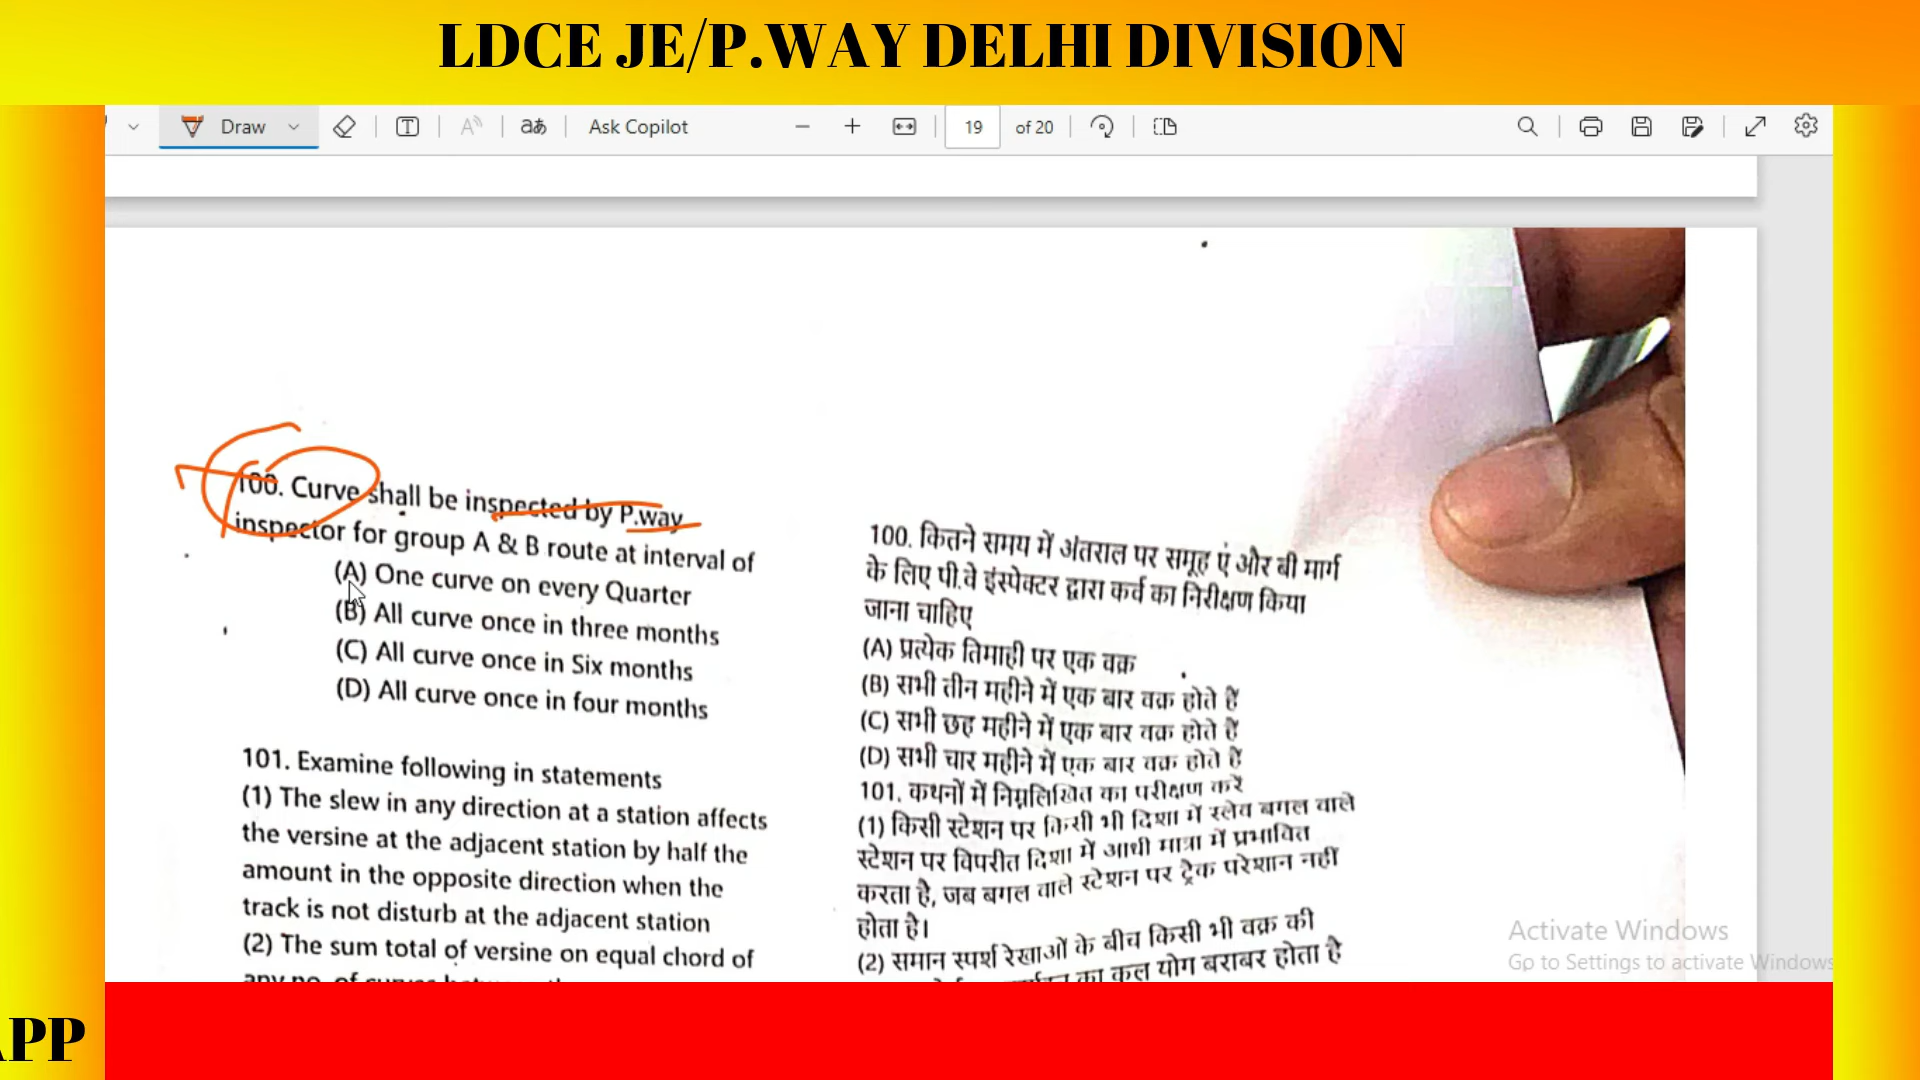 LDCE JE/P.WAY DELHI DIVISION
Draw
aあ
Ask Copilot
19 of 20
100. Curve shall be inspected by P.way
inspector for group A & B route at interval of
(A) One curve on every Quarter
(B) All curve once in three months
(C) All curve once in Six months
(D) All curve once in four months
101. Examine following in statements
(1) The slew in any direction at a station affects
the versine at the adjacent station by half the
amount in the opposite direction when the
track is not disturb at the adjacent station
(2) The sum total of versine on equal chord of
100. कितने समय में अंतराल पर समूह एं और बी मार्ग
के लिए पी.वे इंस्पेक्टर द्वारा कर्व का निरीक्षण किया
जाना चाहिए
(A) प्रत्येक तिमाही पर एक वक्र
(B) सभी तीन महीने में एक बार वक्र होते हैं
(C) सभी छह महीने में एक बार वक्र होते हैं
(D) सभी चार महीने में एक बार वक्र होते हैं
101. कथनों में निम्नलिखित का परीक्षण करें
(1) किसी स्टेशन पर किसी भी दिशा में स्लेव बगल वाले
स्टेशन पर विपरीत दिशा में आधी मात्रा में प्रभावित
करता है, जब बगल वाले स्टेशन पर ट्रैक परेशान नहीं
होता है।
(2) समान स्पर्श रेखाओं के बीच किसी भी वक्र की
का कुल योग बराबर होता है
Activate Windows
Go to Settings to activate Windows
APP